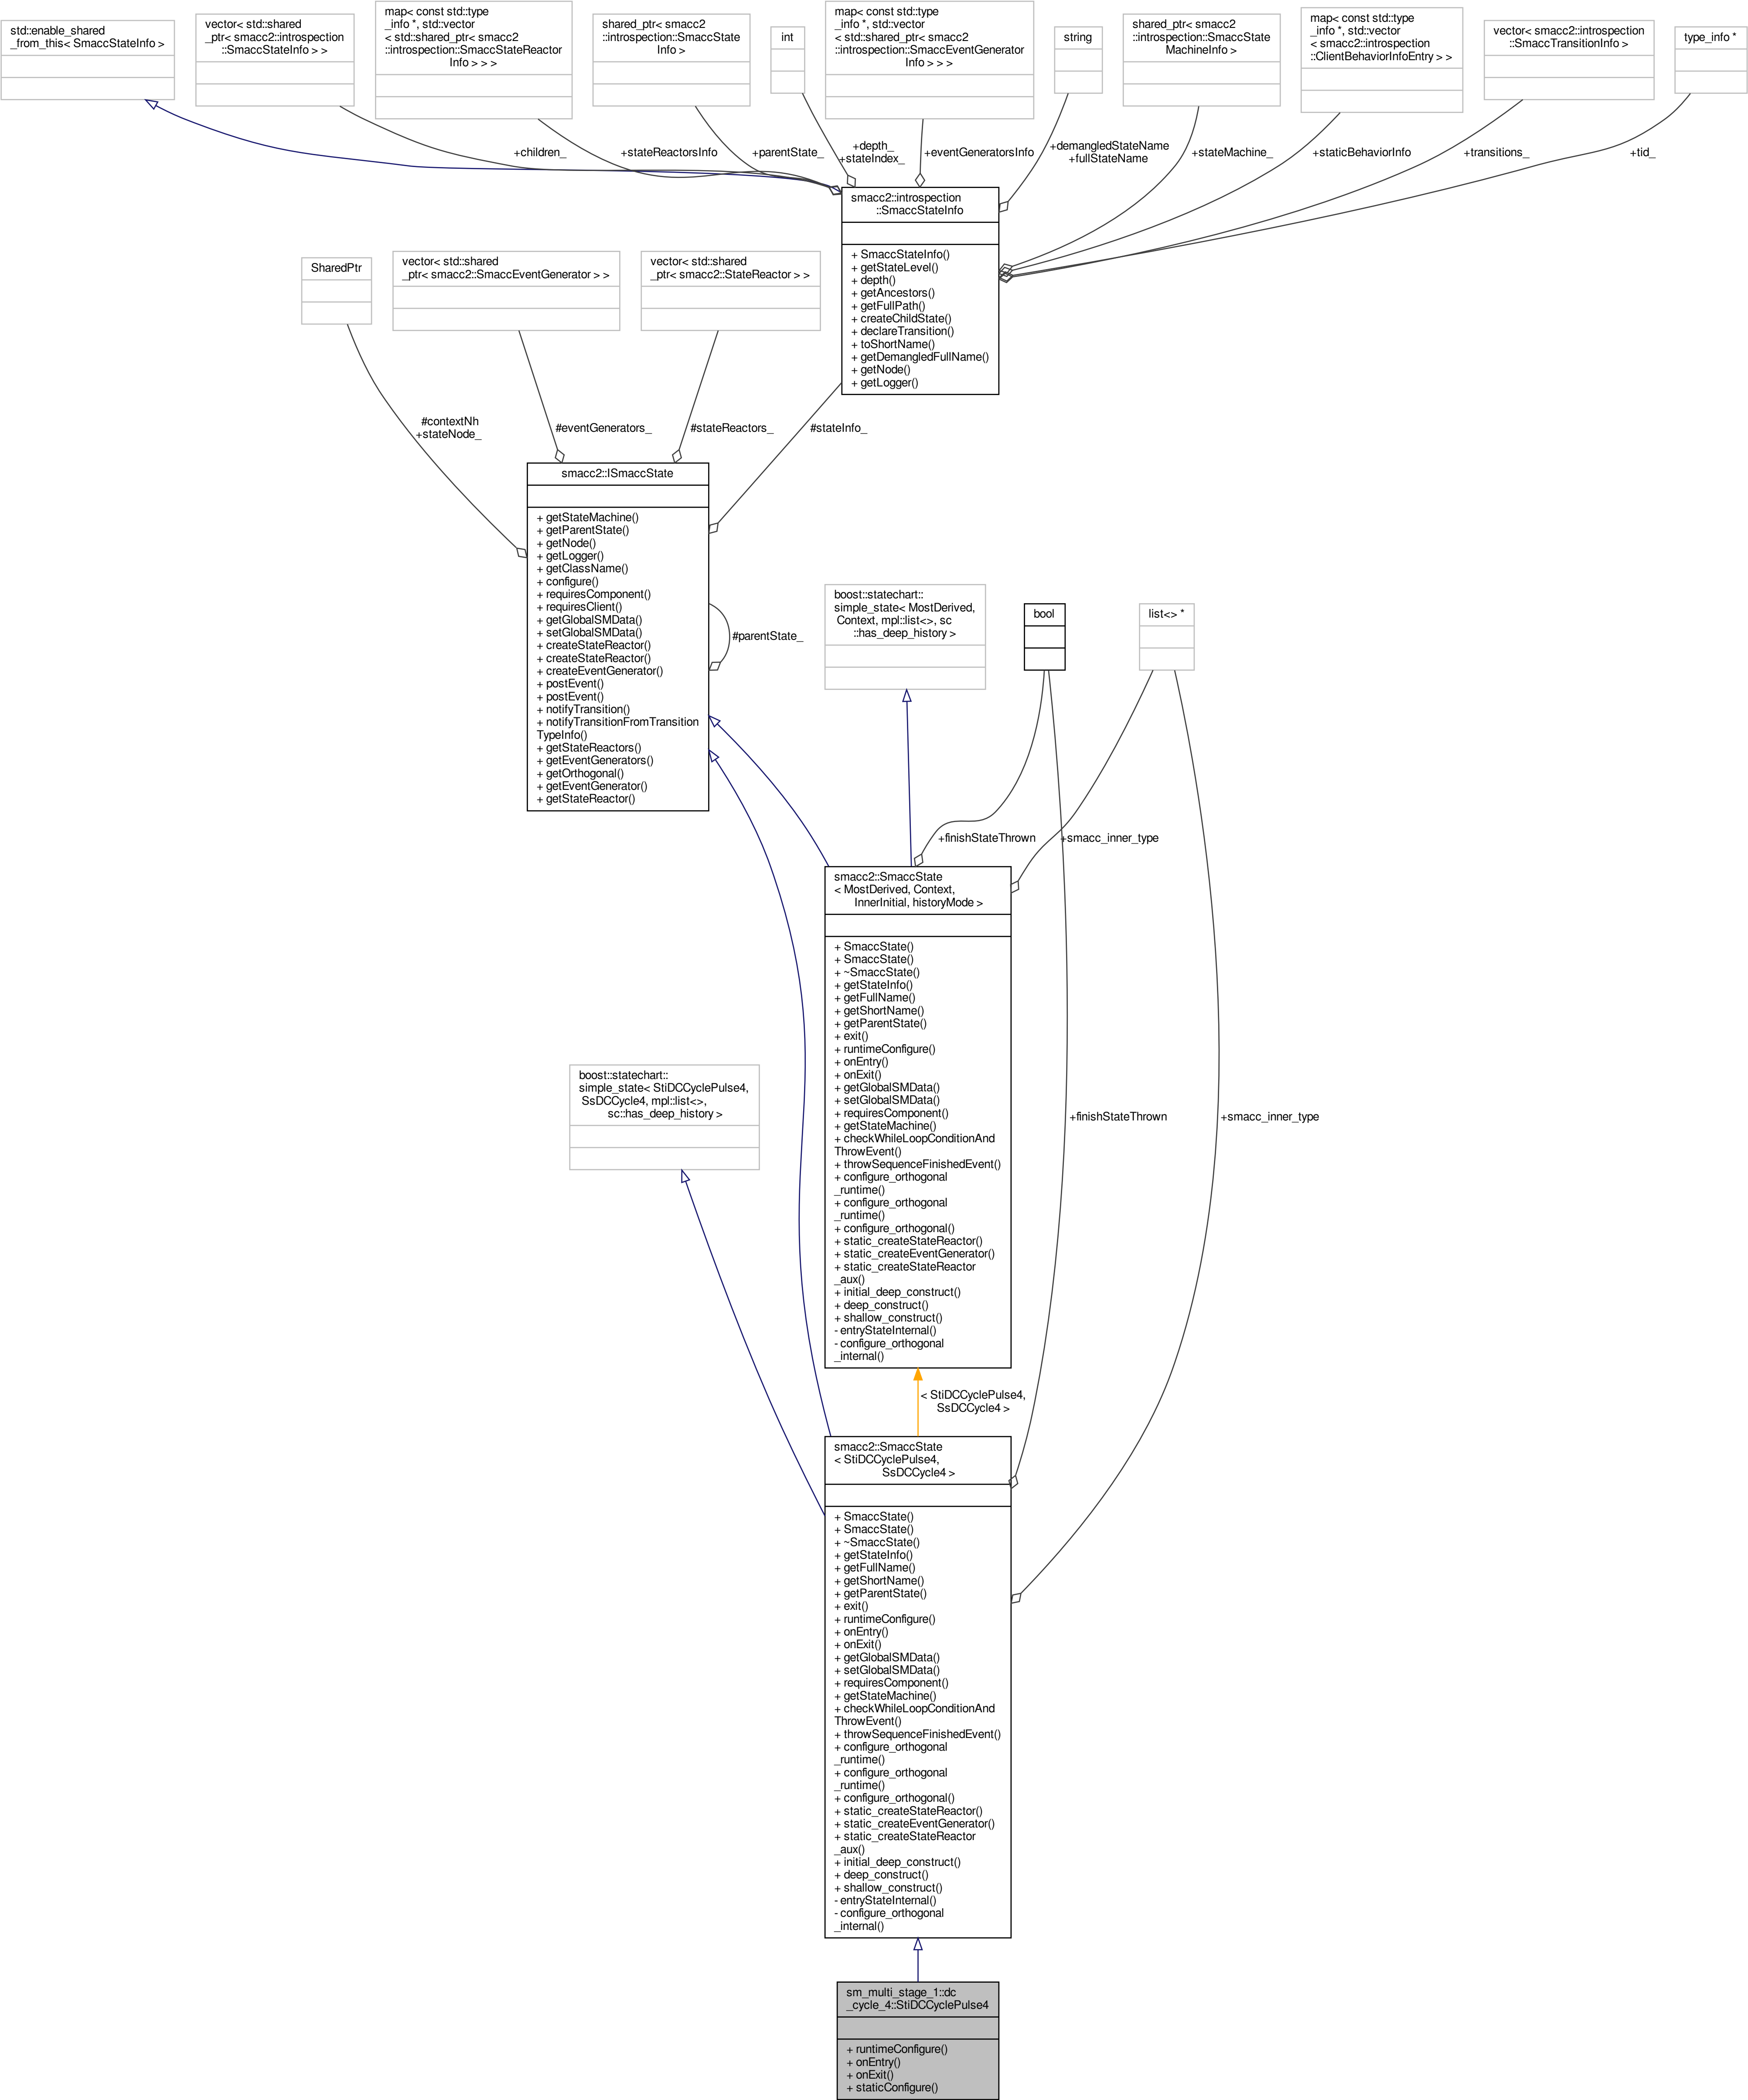 std::enable_shared
_from_this< SmaccStateInfo >
vector< std::shared
_ptr< smacc2::introspection
::SmaccStateInfo > >
map< const std::type
_info *, std::vector
< std::shared_ptr< smacc2
::introspection::SmaccStateReactor
Info > > >
shared_ptr< smacc2
::introspection::SmaccState
Info >
int
map< const std::type
_info *, std::vector
< std::shared_ptr< smacc2
::introspection::SmaccEventGenerator
Info > > >
string
shared_ptr< smacc2
::introspection::SmaccState
MachineInfo >
map< const std::type
_info *, std::vector
< smacc2::introspection
::ClientBehaviorInfoEntry > >
vector< smacc2::introspection
::SmaccTransitionInfo >
type_info *
+children_
+stateReactorsInfo
+parentState_
+depth_
+stateIndex_
+eventGeneratorsInfo
+demangledStateName
+fullStateName
+stateMachine_
+staticBehaviorInfo
+transitions_
+tid_
smacc2::introspection
::SmaccStateInfo
+ SmaccStateInfo()
+ getStateLevel()
+ depth()
+ getAncestors()
+ getFullPath()
+ createChildState()
+ declareTransition()
+ toShortName()
+ getDemangledFullName()
+ getNode()
+ getLogger()
SharedPtr
vector< std::shared
_ptr< smacc2::SmaccEventGenerator > >
vector< std::shared
_ptr< smacc2::StateReactor > >
#contextNh
+stateNode_
#eventGenerators_
#stateReactors_
#stateInfo_
smacc2::ISmaccState
+ getStateMachine()
+ getParentState()
+ getNode()
+ getLogger()
+ getClassName()
+ configure()
+ requiresComponent()
+ requiresClient()
+ getGlobalSMData()
+ setGlobalSMData()
+ createStateReactor()
+ createStateReactor()
+ createEventGenerator()
+ postEvent()
+ postEvent()
+ notifyTransition()
+ notifyTransitionFromTransition
TypeInfo()
+ getStateReactors()
+ getEventGenerators()
+ getOrthogonal()
+ getEventGenerator()
+ getStateReactor()
#parentState_
boost::statechart::
simple_state< MostDerived,
Context, mpl::list<>, sc
::has_deep_history >
bool
list<> *
+finishStateThrown
+smacc_inner_type
smacc2::SmaccState
< MostDerived, Context,
InnerInitial, historyMode >
+ SmaccState()
+ SmaccState()
+ ~SmaccState()
+ getStateInfo()
+ getFullName()
+ getShortName()
+ getParentState()
+ exit()
+ runtimeConfigure()
+ onEntry()
+ onExit()
+ getGlobalSMData()
+ setGlobalSMData()
+ requiresComponent()
+ getStateMachine()
+ checkWhileLoopConditionAnd
ThrowEvent()
+ throwSequenceFinishedEvent()
+ configure_orthogonal
_runtime()
+ configure_orthogonal
_runtime()
+ configure_orthogonal()
+ static_createStateReactor()
+ static_createEventGenerator()
+ static_createStateReactor
_aux()
+ initial_deep_construct()
+ deep_construct()
+ shallow_construct()
- entryStateInternal()
- configure_orthogonal
_internal()
boost::statechart::
simple_state< StiDCCyclePulse4,
SsDCCycle4, mpl::list<>,
sc::has_deep_history >
+finishStateThrown
+smacc_inner_type
< StiDCCyclePulse4,
SsDCCycle4 >
smacc2::SmaccState
< StiDCCyclePulse4,
SsDCCycle4 >
+ SmaccState()
+ SmaccState()
+ ~SmaccState()
+ getStateInfo()
+ getFullName()
+ getShortName()
+ getParentState()
+ exit()
+ runtimeConfigure()
+ onEntry()
+ onExit()
+ getGlobalSMData()
+ setGlobalSMData()
+ requiresComponent()
+ getStateMachine()
+ checkWhileLoopConditionAnd
ThrowEvent()
+ throwSequenceFinishedEvent()
+ configure_orthogonal
_runtime()
+ configure_orthogonal
_runtime()
+ configure_orthogonal()
+ static_createStateReactor()
+ static_createEventGenerator()
+ static_createStateReactor
_aux()
+ initial_deep_construct()
+ deep_construct()
+ shallow_construct()
- entryStateInternal()
- configure_orthogonal
_internal()
sm_multi_stage_1::dc
_cycle_4::StiDCCyclePulse4
+ runtimeConfigure()
+ onEntry()
+ onExit()
+ staticConfigure()